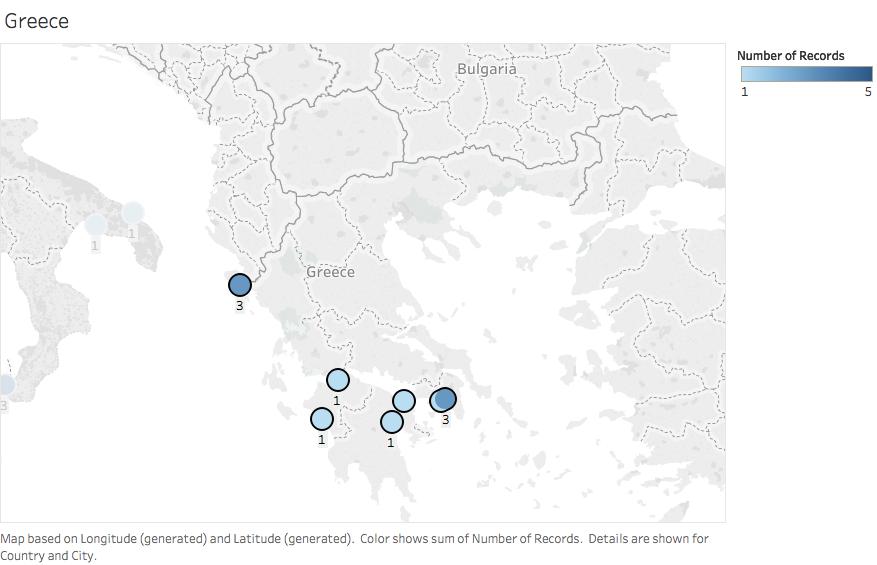 Greece
Number of Records
1 5
Bulgaria
1
1
Greece
3
3
1
3
1
1
Map based on Longitude (generated) and Latitude (generated). Color shows sum of Number of Records. Details are shown for
Country and City.